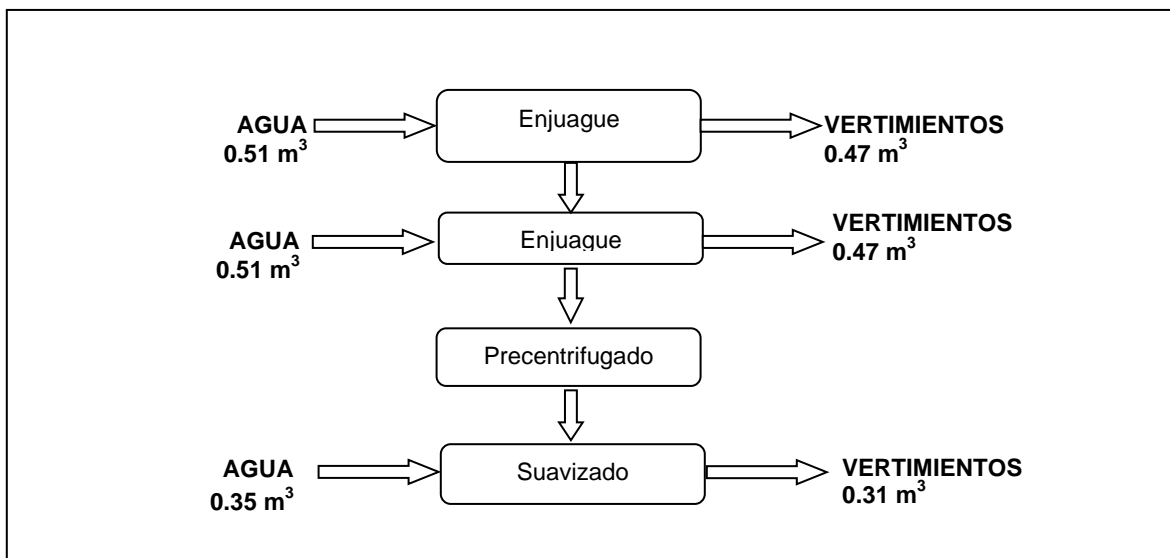 AGUA
0.51 m³
Enjuague
VERTIMIENTOS
0.47 m³
AGUA
0.51 m³
Enjuague
VERTIMIENTOS
0.47 m³
Precentrifugado
AGUA
0.35 m³
Suavizado
VERTIMIENTOS
0.31 m³